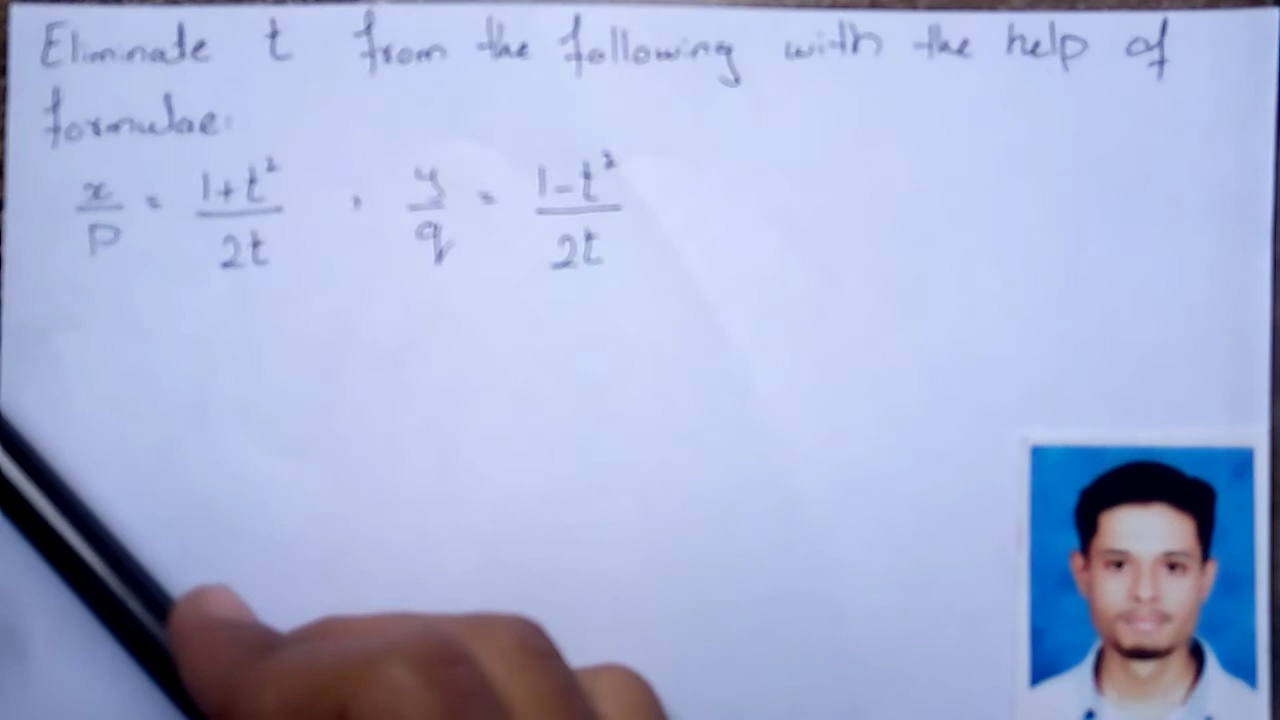 Eliminate t from the following with the help of
formulae:
x/p = 1+t²/2t , y/q = 1-t²/2t